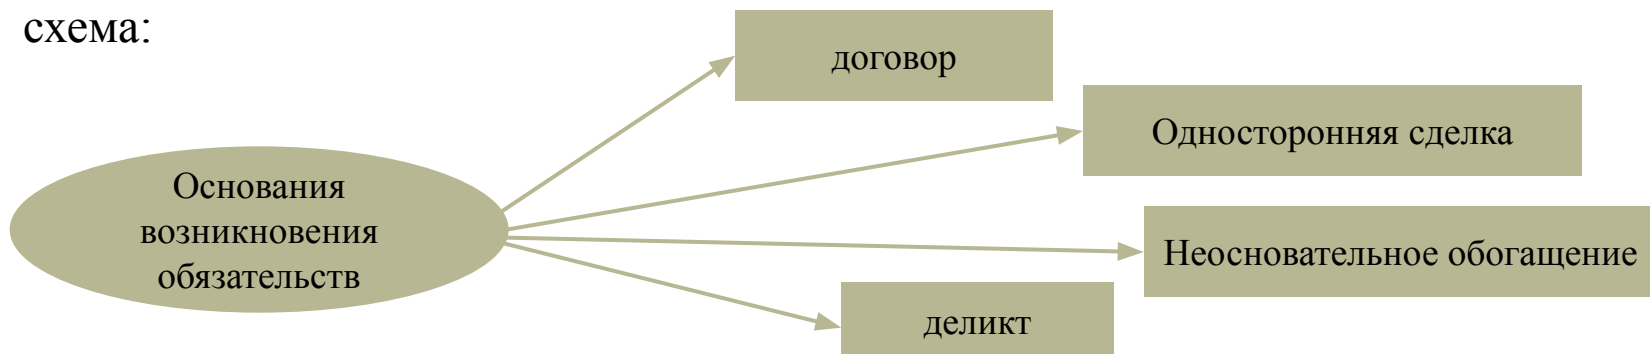 схема:
договор
Односторонняя сделка
Основания
возникновения
обязательств
Неосновательное обогащение
деликт